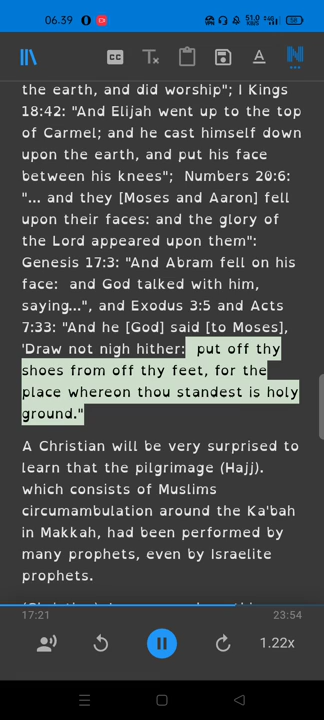 06.39
51.0
CC
the earth, and did worship"; I Kings
18:42: "And Elijah went up to the top
of Carmel; and he cast himself down
upon the earth, and put his face
between his knees";  Numbers 20:6:
"... and they [Moses and Aaron] fell
upon their faces: and the glory of
the Lord appeared upon them":
Genesis 17:3: "And Abram fell on his
face:  and God talked with him,
saying...", and Exodus 3:5 and Acts
7:33: "And he [God] said [to Moses],
'Draw not nigh hither:  put off thy
shoes from off thy feet, for the
place whereon thou standest is holy
ground."
A Christian will be very surprised to
learn that the pilgrimage (Hajj).
which consists of Muslims
circumambulation around the Ka'bah
in Makkah, had been performed by
many prophets, even by Israelite
prophets.
17:21 23:54
1.22x